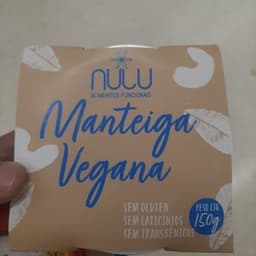 nulu
ALIMENTOS FUNCIONAIS
Manteiga
Vegana
SEM GLÚTEN
SEM LATICÍNIOS
SEM TRANSGÊNICOS
PESO LÍQ
150g